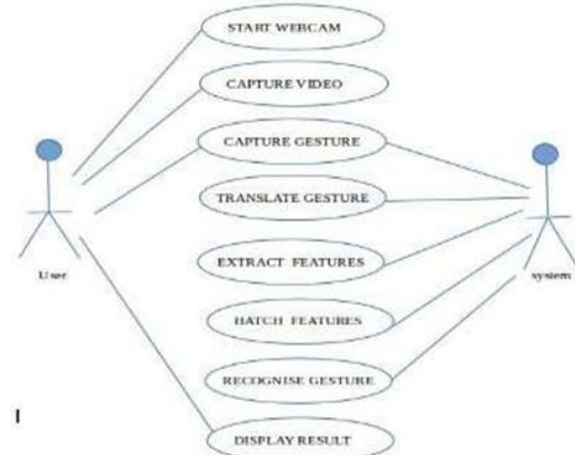 START WEBCAM
CAPTURE VIDEO
CAPTURE GESTURE
TRANSLATE GESTURE
EXTRACT FEATURES
HATCH FEATURES
RECOGNISE GESTURE
DISPLAY RESULT
User
system
I